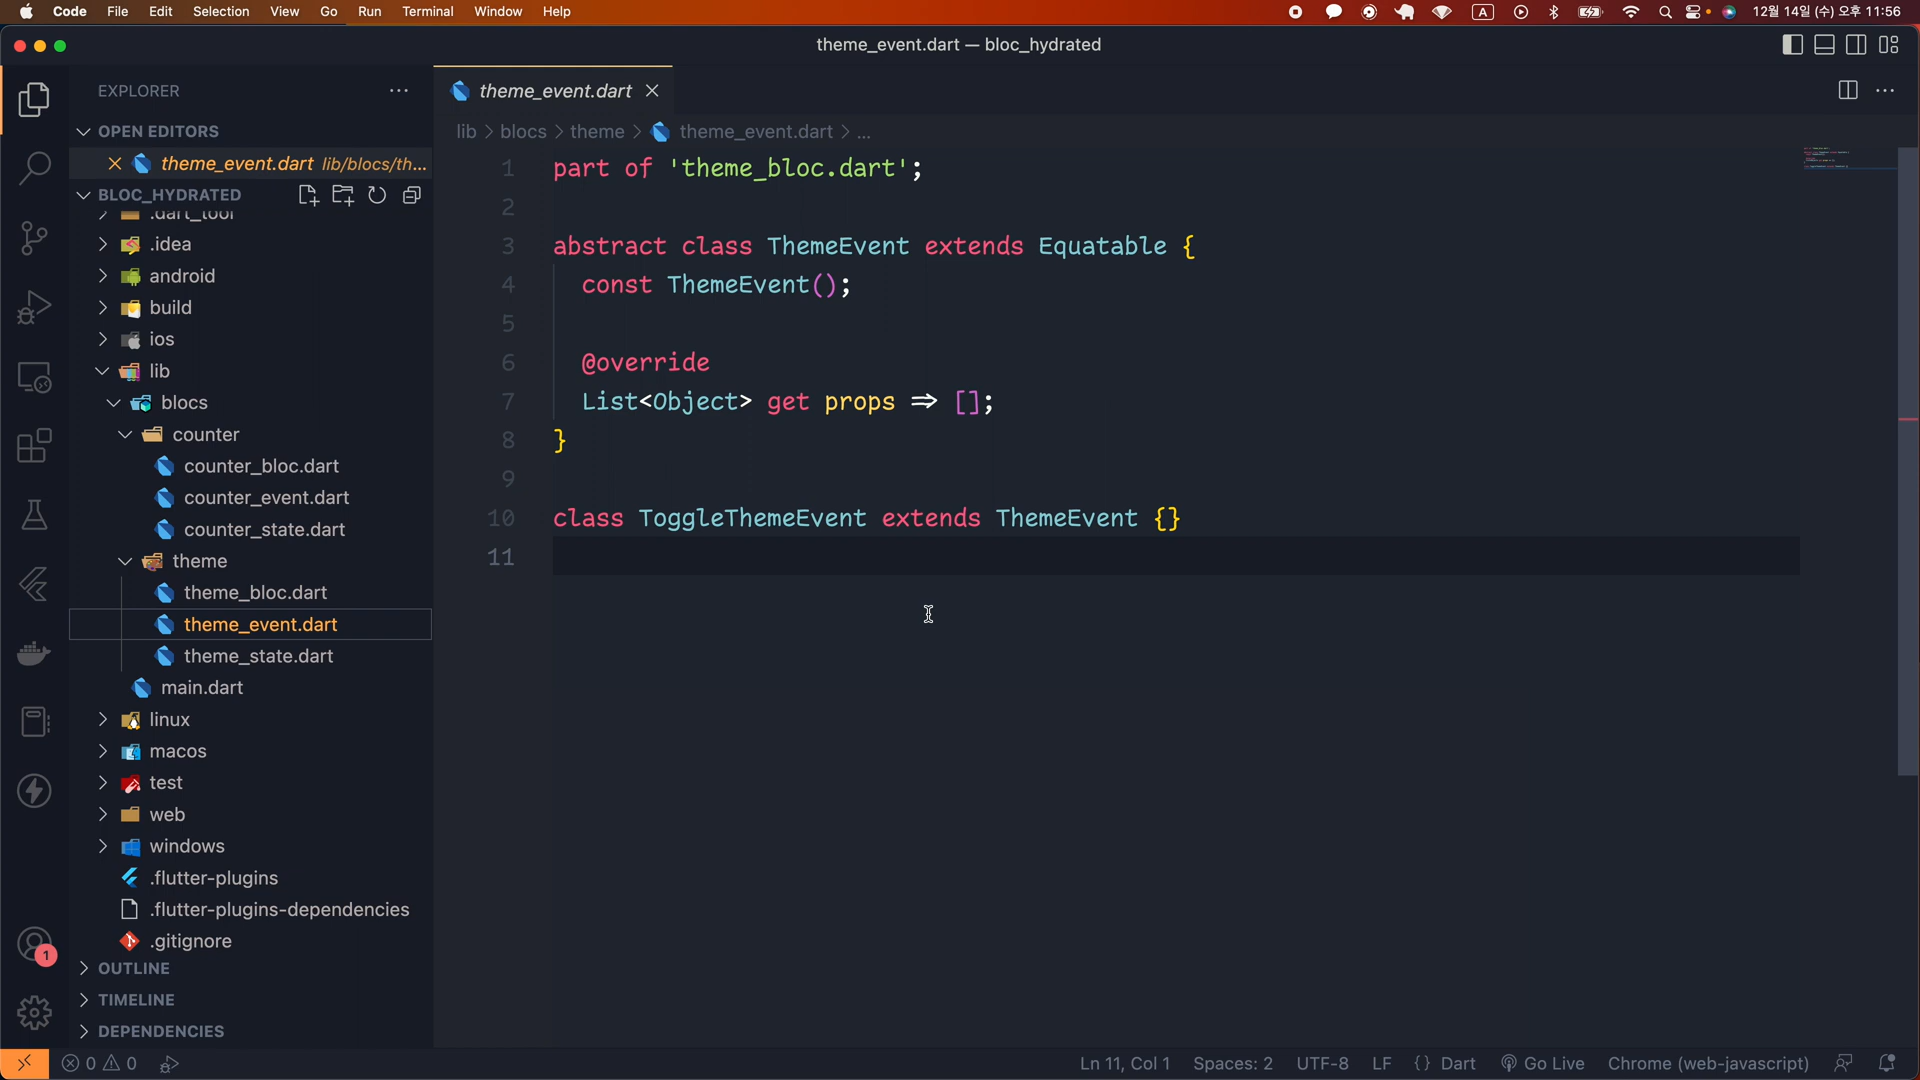 Code File Edit Selection View Go Run Terminal Window Help A 12월 14일 (수) 오후 11:56
theme_event.dart — bloc_hydrated
EXPLORER
theme_event.dart
OPEN EDITORS
theme_event.dart lib/blocs/th...
BLOC_HYDRATED
.dart_tool
.idea
android
build
ios
lib
blocs
counter
counter_bloc.dart
counter_event.dart
counter_state.dart
theme
theme_bloc.dart
theme_event.dart
theme_state.dart
main.dart
linux
macos
test
web
windows
.flutter-plugins
.flutter-plugins-dependencies
.gitignore
OUTLINE
TIMELINE
DEPENDENCIES
1
lib > blocs > theme > theme_event.dart > ...
1 part of 'theme_bloc.dart';
2
3 abstract class ThemeEvent extends Equatable {
4 const ThemeEvent();
5
6 @override
7 List<Object> get props => [];
8 }
9
10 class ToggleThemeEvent extends ThemeEvent {}
11
0 0 Ln 11, Col 1 Spaces: 2 UTF-8 LF {} Dart Go Live Chrome (web-javascript)